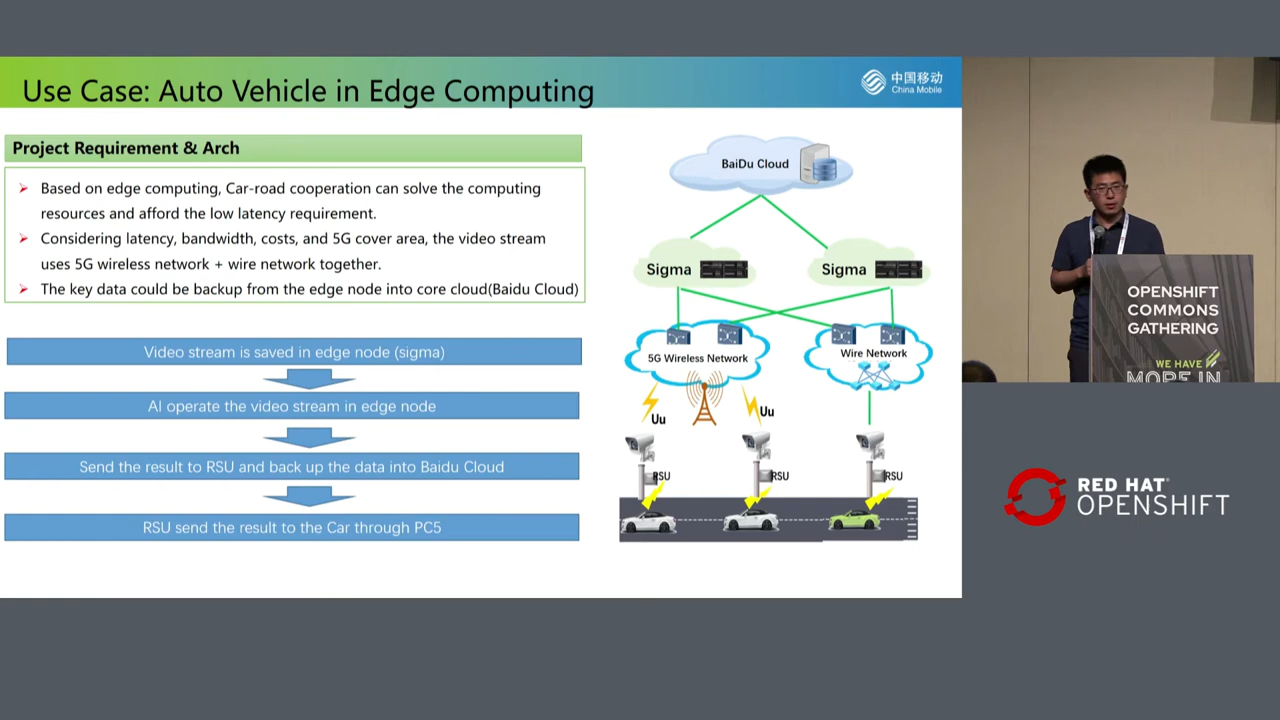 Use Case: Auto Vehicle in Edge Computing
中国移动
China Mobile
Project Requirement & Arch
Based on edge computing, Car-road cooperation can solve the computing
resources and afford the low latency requirement.
Considering latency, bandwidth, costs, and 5G cover area, the video stream
uses 5G wireless network + wire network together.
The key data could be backup from the edge node into core cloud(Baidu Cloud)
Video stream is saved in edge node (sigma)
AI operate the video stream in edge node
Send the result to RSU and back up the data into Baidu Cloud
RSU send the result to the Car through PC5
BaiDu Cloud
Sigma
Sigma
5G Wireless Network
Wire Network
Uu
Uu
RSU
RSU
RSU
OPENSHIFT
COMMONS
GATHERING
WE HAVE
MORE IN
RED HAT®
OPENSHIFT